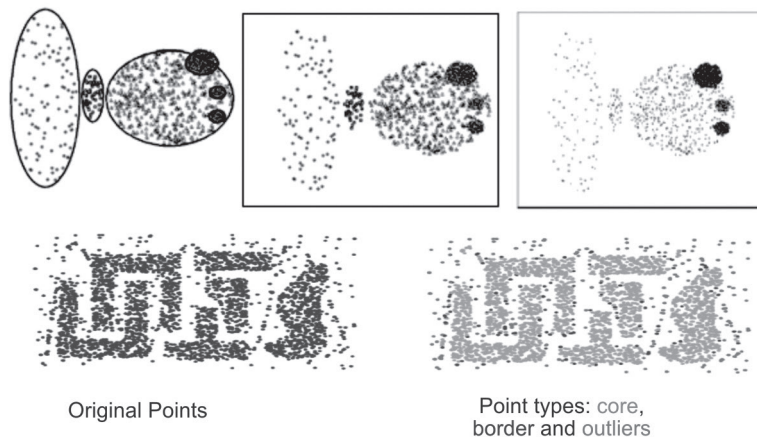 Original Points
Point types: core,
border and outliers